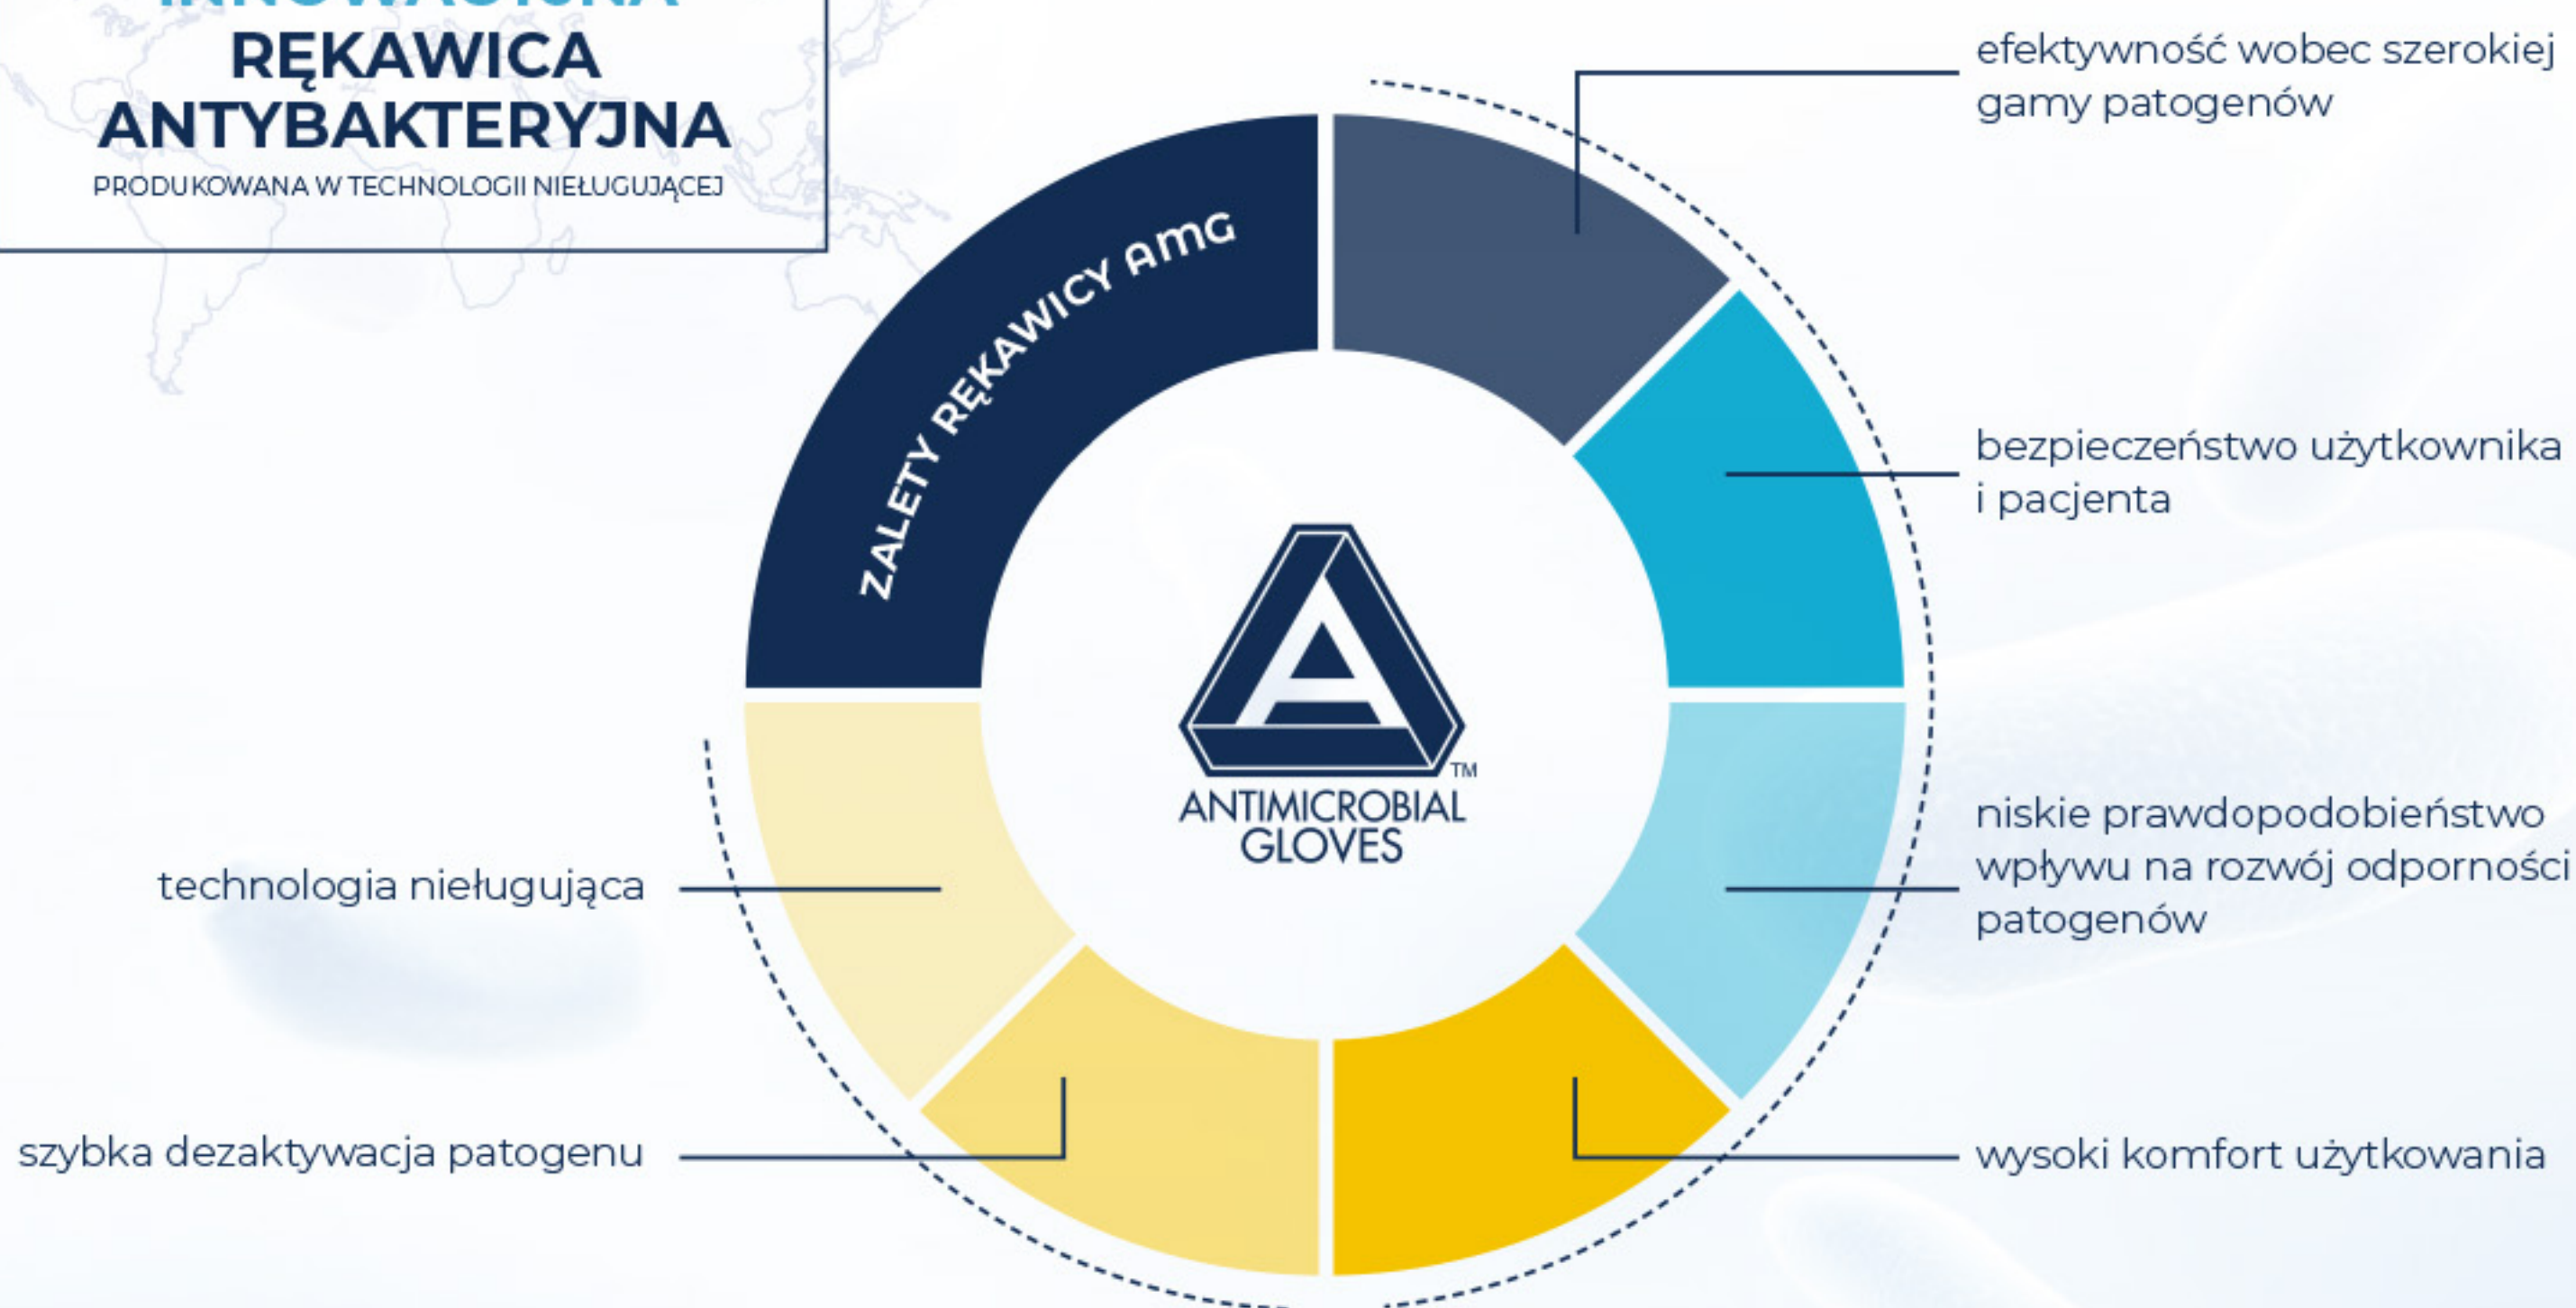 RĘKAWICA
ANTYBAKTERYJNA
PRODUKOWANA W TECHNOLOGII NIEŁUGUJĄCEJ
ZALETY RĘKAWICY AMG
efektywność wobec szerokiej
gamy patogenów
bezpieczeństwo użytkownika
i pacjenta
niskie prawdopodobieństwo
wpływu na rozwój odporności
patogenów
wysoki komfort użytkowania
szybka dezaktywacja patogenu
technologia nieługująca
A
TM
ANTIMICROBIAL
GLOVES